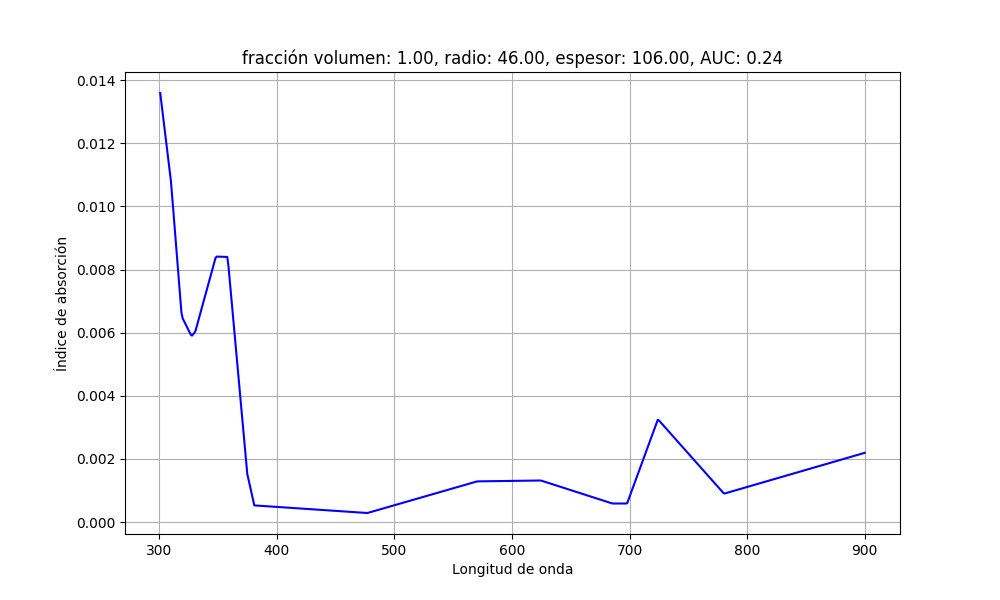 fracción volumen: 1.00, radio: 46.00, espesor: 106.00, AUC: 0.24
0.014
0.012
0.010
0.008
0.006
0.004
0.002
0.000
Índice de absorción
300 400 500 600 700 800 900
Longitud de onda